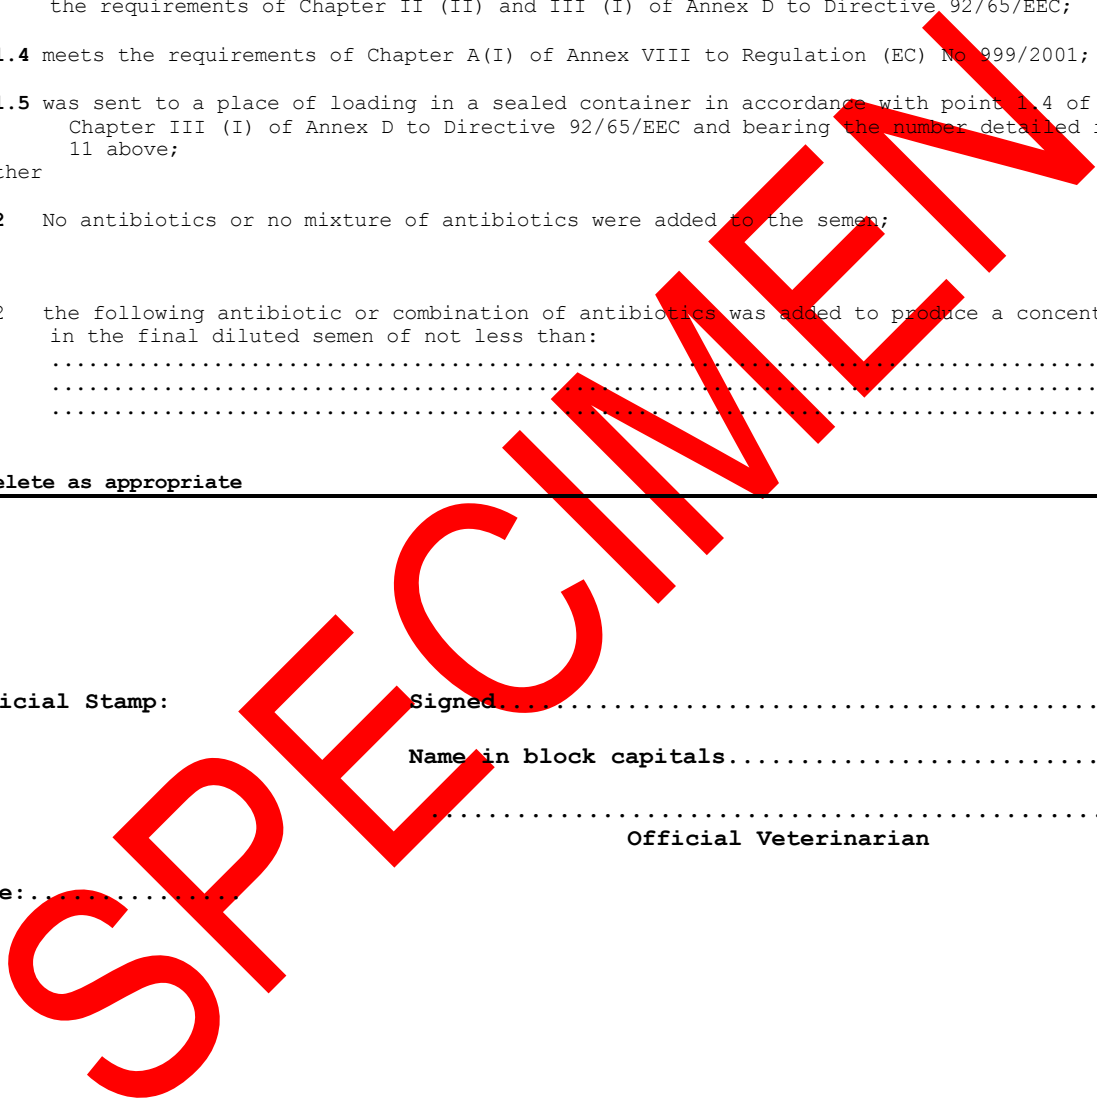 the requirements of Chapter II (II) and III (I) of Annex D to Directive 92/65/EEC;
.4 meets the requirements of Chapter A(I) of Annex VIII to Regulation (EC) No 999/2001;
.5 was sent to a place of loading in a sealed container in accordance with point 1.4 of
Chapter III (I) of Annex D to Directive 92/65/EEC and bearing the number detailed
11 above;
ther
2 No antibiotics or no mixture of antibiotics were added to the semen;
2 the following antibiotic or combination of antibiotics was added to produce a concent
in the final diluted semen of not less than:
....................................................................................
....................................................................................
....................................................................................
elete as appropriate
icial Stamp: Signed..........................................
Name in block capitals..........................
...............................................
Official Veterinarian
e:...............
SPECIMEN